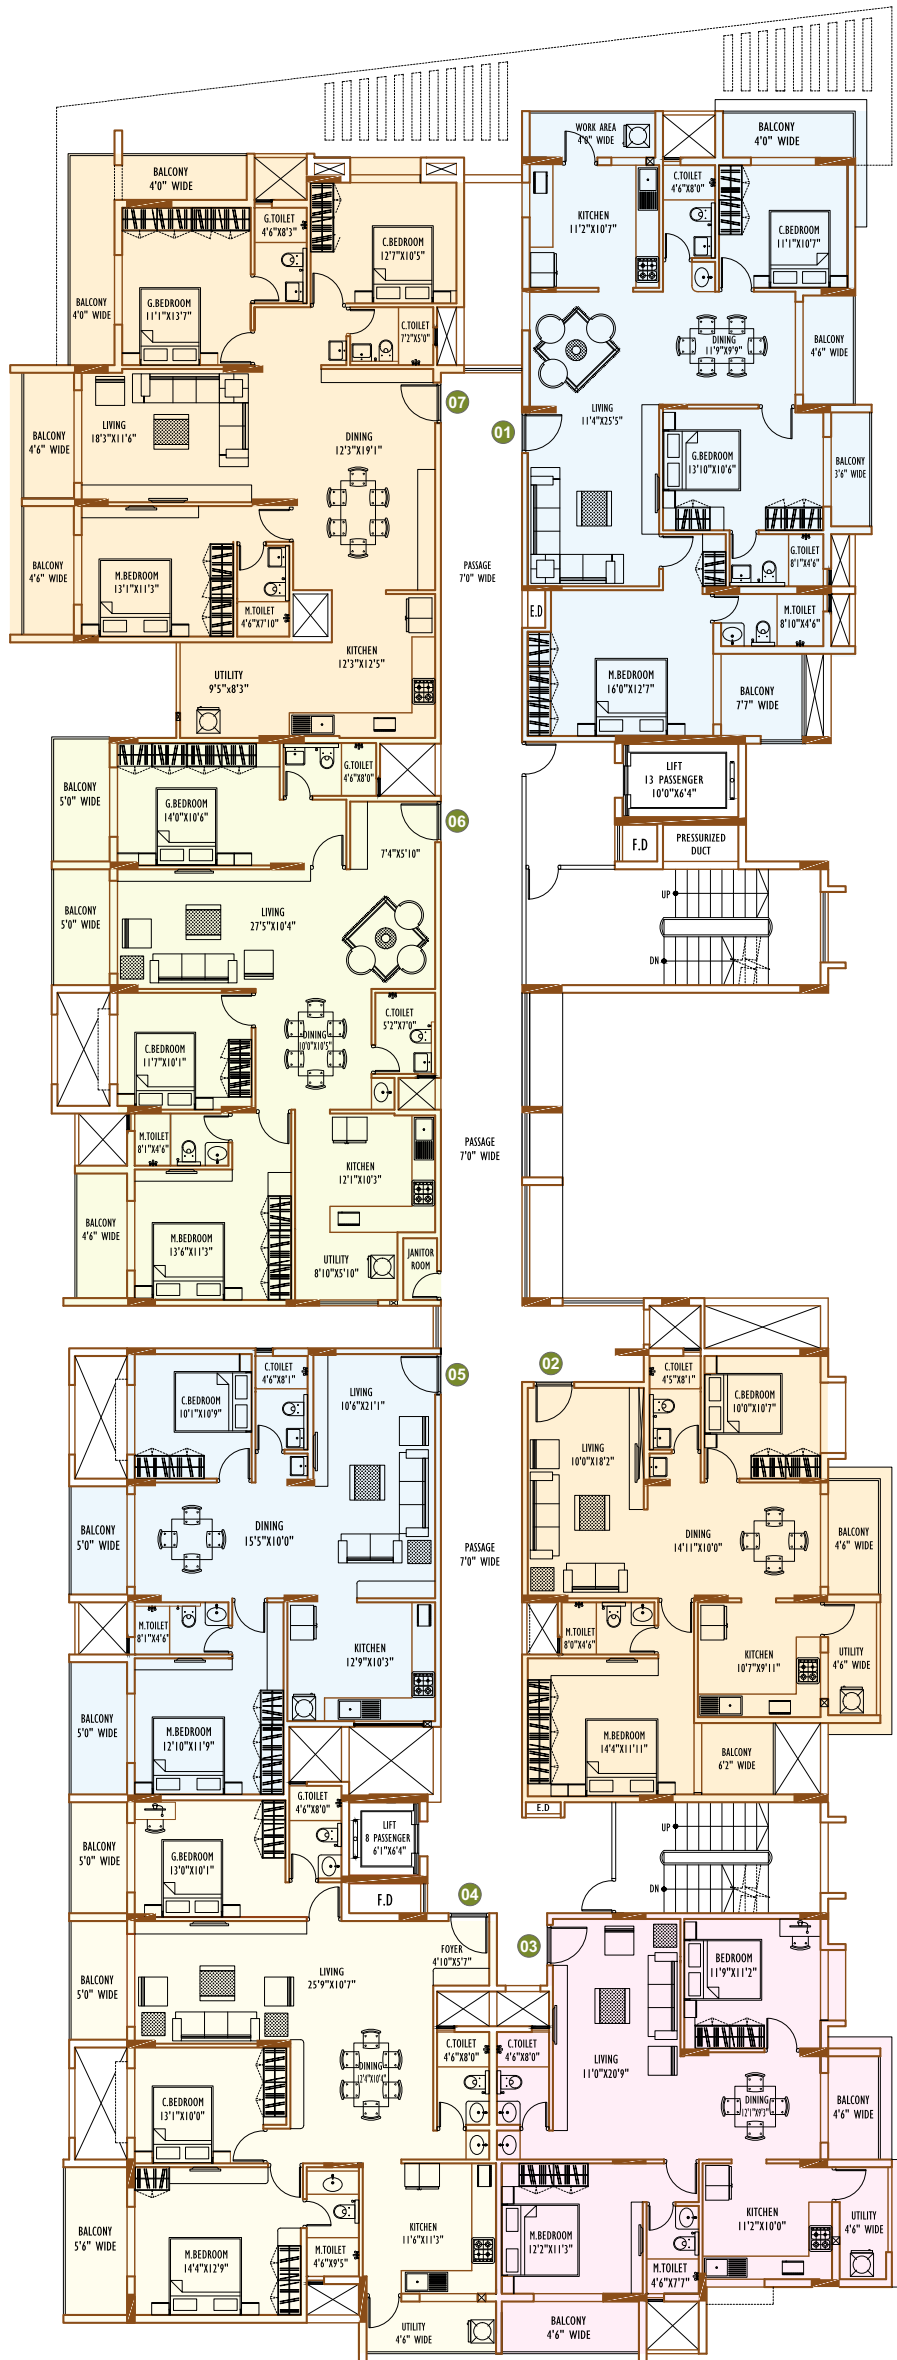 WORK AREA
4'0" WIDE
BALCONY
4'0" WIDE
C.TOILET
4'6"X8'0"
KITCHEN
11'2"X10'7"
C.BEDROOM
11'1"X10'7"
DINING
11'9"X9'9"
BALCONY
4'6" WIDE
LIVING
11'4"X25'5"
01
G.BEDROOM
13'10"X10'6"
BALCONY
3'6" WIDE
G.TOILET
8'1"X4'6"
M.TOILET
8'10"X4'6"
E.D
M.BEDROOM
16'0"X12'7"
BALCONY
7'7" WIDE
BALCONY
4'0" WIDE
G.TOILET
4'6"X8'3"
C.BEDROOM
12'7"X10'5"
BALCONY
4'0" WIDE
G.BEDROOM
11'1"X13'7"
C.TOILET
7'2"X5'0"
07
LIVING
18'3"X11'6"
DINING
12'3"X19'1"
BALCONY
4'6" WIDE
BALCONY
4'6" WIDE
M.BEDROOM
13'1"X11'3"
M.TOILET
4'6"X7'10"
PASSAGE
7'0" WIDE
KITCHEN
12'3"X12'5"
UTILITY
9'5"x8'3"
LIFT
13 PASSENGER
10'0"X6'4"
F.D
PRESSURIZED
DUCT
UP
DN
BALCONY
5'0" WIDE
G.TOILET
4'6"X8'0"
G.BEDROOM
14'0"X10'6"
06
7'4"X5'10"
BALCONY
5'0" WIDE
LIVING
27'5"X10'4"
C.TOILET
5'2"X7'0"
DINING
10'0"X10'5"
C.BEDROOM
11'7"X10'1"
M.TOILET
8'1"X4'6"
PASSAGE
7'0" WIDE
KITCHEN
12'1"X10'3"
BALCONY
4'6" WIDE
M.BEDROOM
13'6"X11'3"
UTILITY
8'10"X5'10"
JANITOR
ROOM
05
C.TOILET
4'6"X8'1"
C.BEDROOM
10'1"X10'9"
LIVING
10'6"X21'1"
BALCONY
5'0" WIDE
DINING
15'5"X10'0"
PASSAGE
7'0" WIDE
M.TOILET
8'1"X4'6"
KITCHEN
12'9"X10'3"
BALCONY
5'0" WIDE
M.BEDROOM
12'10"X11'9"
02
C.TOILET
4'5"X8'1"
C.BEDROOM
10'0"X10'7"
LIVING
10'0"X18'2"
DINING
14'11"X10'0"
BALCONY
4'6" WIDE
M.TOILET
8'0"X4'6"
KITCHEN
10'7"X9'11"
UTILITY
4'6" WIDE
M.BEDROOM
14'4"X11'11"
BALCONY
6'2" WIDE
E.D
UP
DN
G.TOILET
4'6"X8'0"
LIFT
8 PASSENGER
6'1"X6'4"
BALCONY
5'0" WIDE
G.BEDROOM
13'0"X10'1"
F.D
04
FOYER
4'10"X5'7"
BALCONY
5'0" WIDE
LIVING
25'9"X10'7"
C.TOILET
4'6"X8'0"
DINING
12'4"X10'4"
C.BEDROOM
13'1"X10'0"
KITCHEN
11'6"X11'3"
BALCONY
5'6" WIDE
M.BEDROOM
14'4"X12'9"
M.TOILET
4'6"X9'5"
UTILITY
4'6" WIDE
03
BEDROOM
11'9"X11'2"
C.TOILET
4'6"X8'0"
LIVING
11'0"X20'9"
DINING
12'1"X9'3"
BALCONY
4'6" WIDE
KITCHEN
11'2"X10'0"
UTILITY
4'6" WIDE
M.BEDROOM
12'2"X11'3"
M.TOILET
4'6"X7'7"
BALCONY
4'6" WIDE